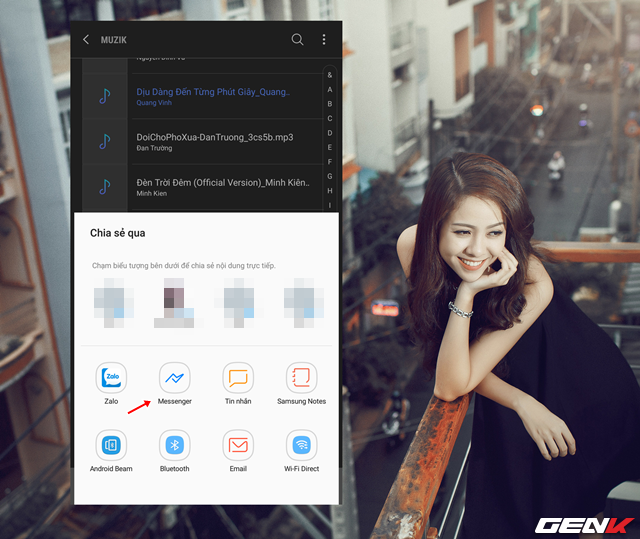 MUZIK
Nguyễn Đình Vũ
&
Dịu Dàng Đến Từng Phút Giây_Quang..
A
Quang Vinh
B
C
DoiChoPhoXua-DanTruong_3cs5b.mp3
D
Đan Trường
E
F
Đèn Trời Đêm (Official Version)_Minh Kiên..
G
Minh Kien
H
I
Chia sẻ qua
Chạm biểu tượng bên dưới để chia sẻ nội dung trực tiếp.
Zalo
Zalo Messenger Tin nhắn Samsung Notes
Android Beam Bluetooth Email Wi-Fi Direct
GENK